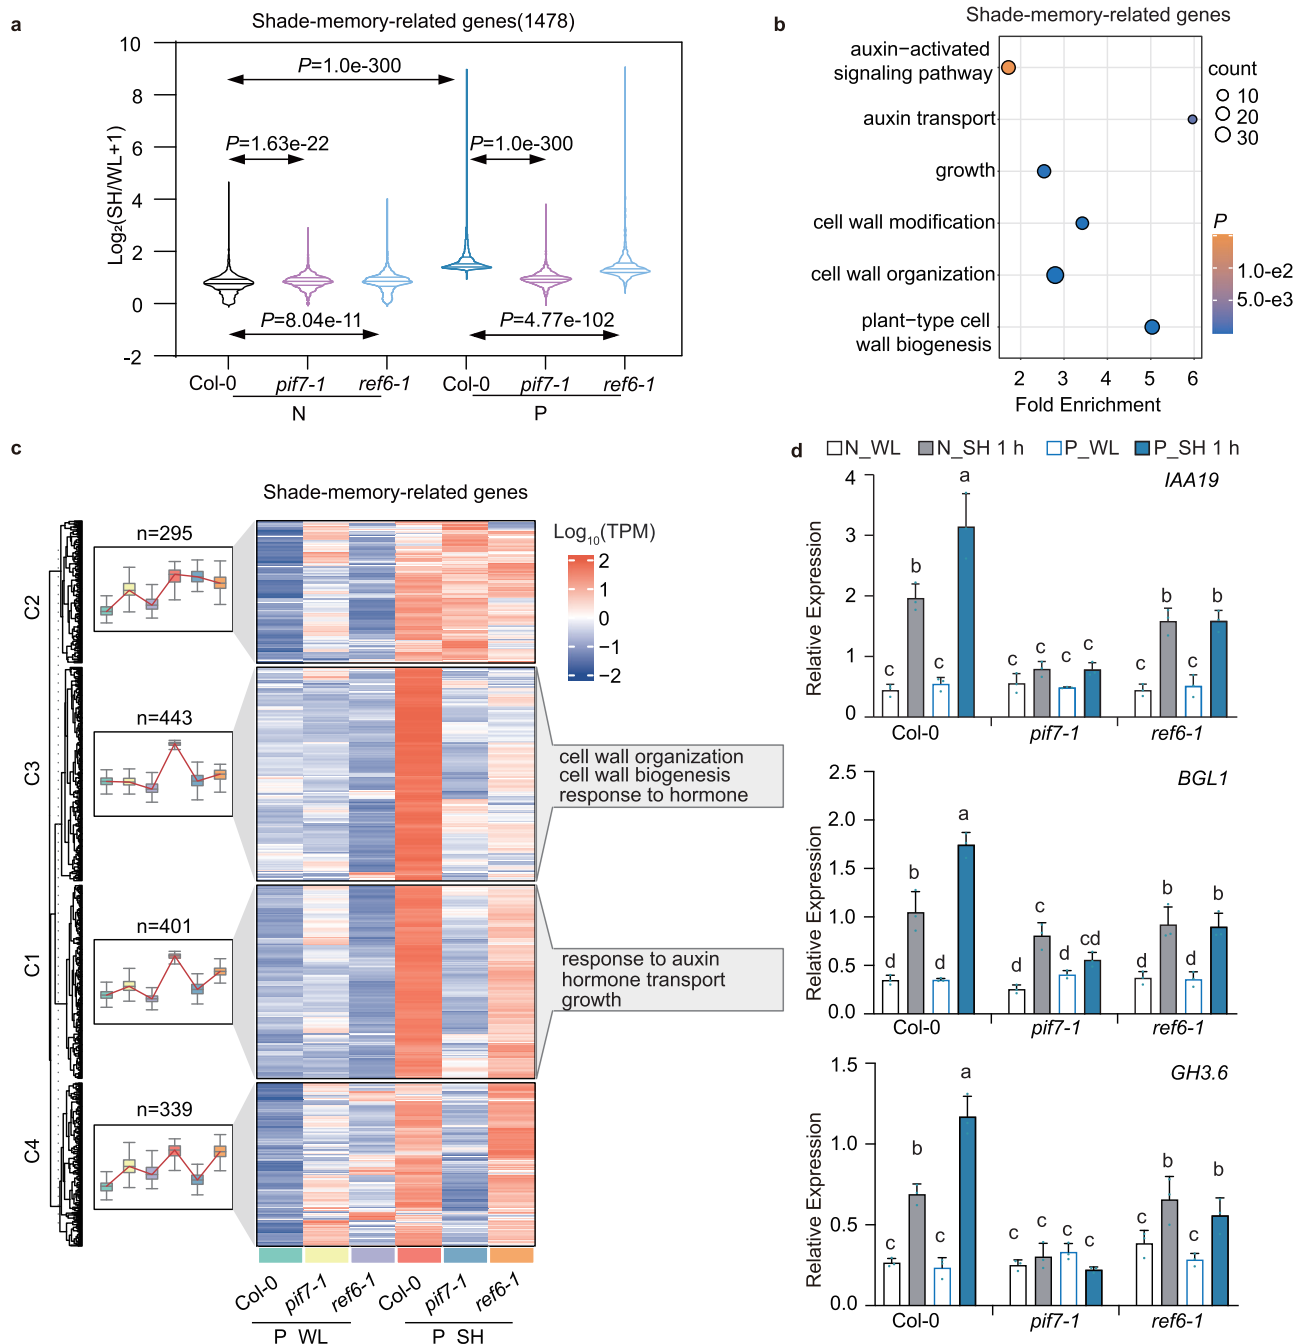 a
Shade-memory-related genes(1478)
Log₂(SH/WL+1)
10
8
6
4
2
0
-2
P=1.0e-300
P=1.63e-22
P=1.0e-300
P=8.04e-11
P=4.77e-102
Col-0 pif7-1 ref6-1 Col-0 pif7-1 ref6-1
N P
b
Shade-memory-related genes
auxin−activated
signaling pathway
auxin transport
growth
cell wall modification
cell wall organization
plant−type cell
wall biogenesis
2 3 4 5 6
Fold Enrichment
count
10
20
30
P
1.0-e2
5.0-e3
c
Shade-memory-related genes
C2
n=295
C3
n=443
C1
n=401
C4
n=339
Log₁₀(TPM)
2
1
0
−1
−2
cell wall organization
cell wall biogenesis
response to hormone
response to auxin
hormone transport
growth
Col-0 pif7-1 ref6-1 Col-0 pif7-1 ref6-1
P_WL P_SH
d
N_WL N_SH 1 h P_WL P_SH 1 h
IAA19
Relative Expression
4
3
2
1
0
c b c a c c c c c b c b
Col-0 pif7-1 ref6-1
BGL1
Relative Expression
2.5
2.0
1.5
1.0
0.5
0.0
d b d a d c d cd d b d b
Col-0 pif7-1 ref6-1
GH3.6
Relative Expression
1.5
1.0
0.5
0.0
c b c a c c c c c b c b
Col-0 pif7-1 ref6-1